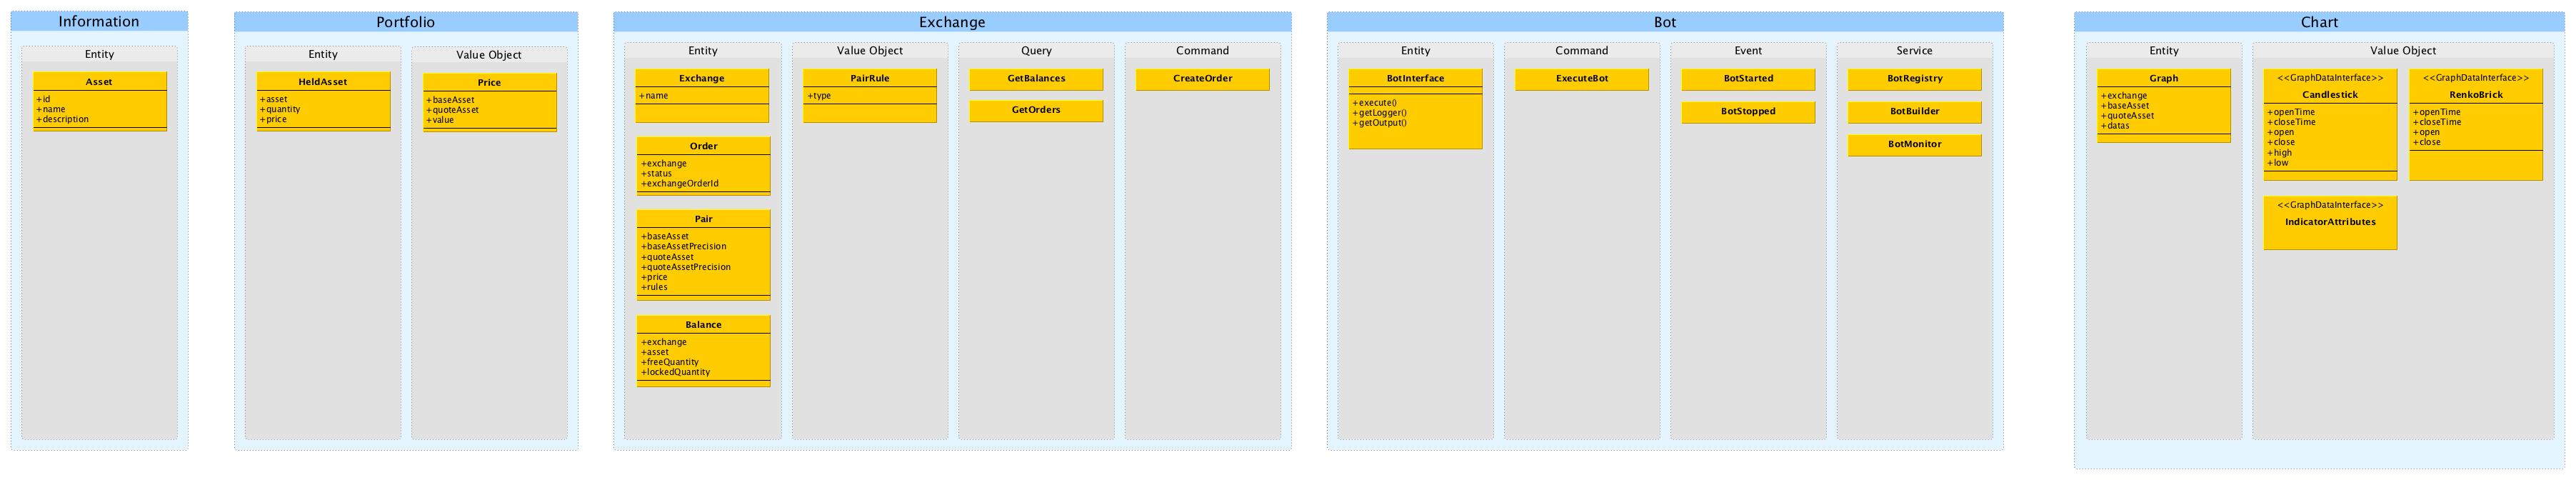 Information
Entity
Asset
+id
+name
+description
Portfolio
Entity
HeldAsset
+asset
+quantity
+price
Value Object
Price
+baseAsset
+quoteAsset
+value
Exchange
Entity
Exchange
+name
Order
+exchange
+status
+exchangeOrderId
Pair
+baseAsset
+baseAssetPrecision
+quoteAsset
+quoteAssetPrecision
+price
+rules
Balance
+exchange
+asset
+freeQuantity
+lockedQuantity
Value Object
PairRule
+type
Query
GetBalances
GetOrders
Command
CreateOrder
Bot
Entity
BotInterface
+execute()
+getLogger()
+getOutput()
Command
ExecuteBot
Event
BotStarted
BotStopped
Service
BotRegistry
BotBuilder
BotMonitor
Chart
Entity
Graph
+exchange
+baseAsset
+quoteAsset
+datas
Value Object
<<GraphDataInterface>>
Candlestick
+openTime
+closeTime
+open
+close
+high
+low
<<GraphDataInterface>>
RenkoBrick
+openTime
+closeTime
+open
+close
<<GraphDataInterface>>
IndicatorAttributes